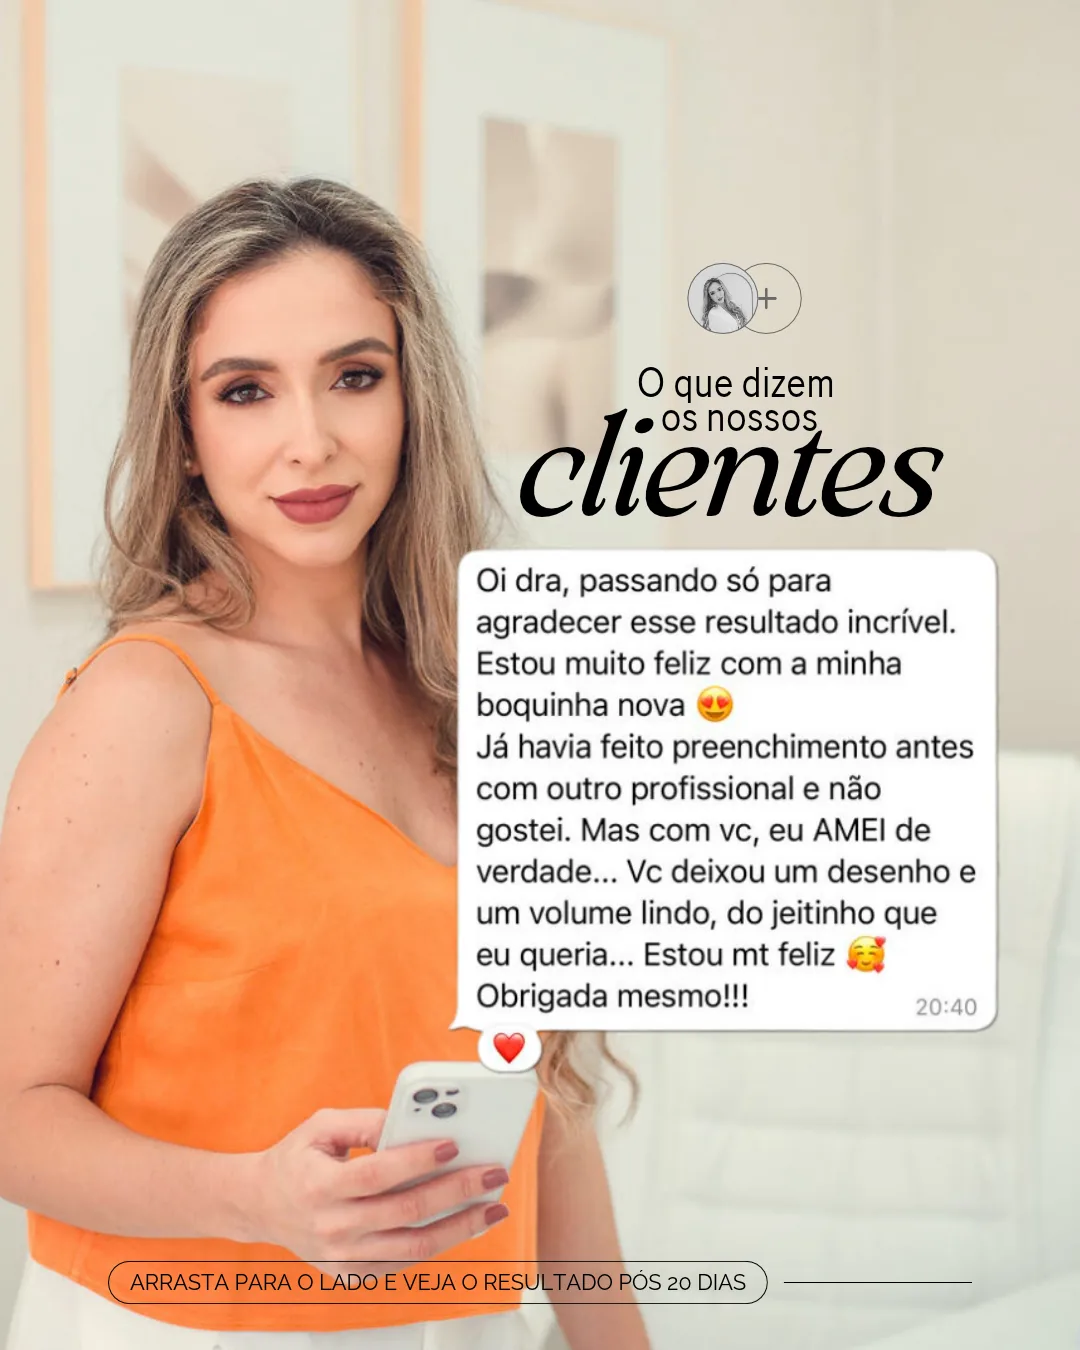 O que dizem
os nossos
clientes
Oi dra, passando só para
agradecer esse resultado incrível.
Estou muito feliz com a minha
boquinha nova 😍
Já havia feito preenchimento antes
com outro profissional e não
gostei. Mas com vc, eu AMEI de
verdade... Vc deixou um desenho e
um volume lindo, do jeitinho que
eu queria... Estou mt feliz 🥰
Obrigada mesmo!!!
20:40
❤️
ARRASTA PARA O LADO E VEJA O RESULTADO PÓS 20 DIAS